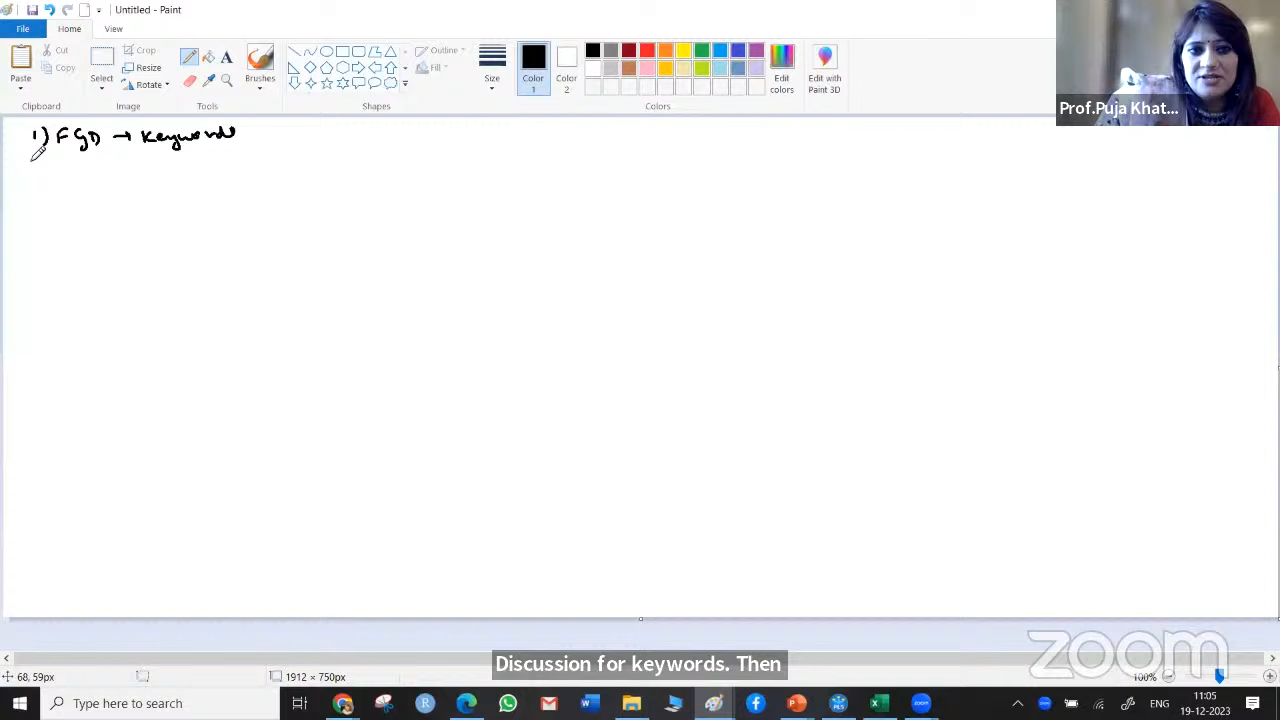 Untitled - Paint
File
Home
View
Paste
Cut
Copy
Clipboard
Select
Crop
Resize
Rotate
Image
A
Tools
Brushes
Shapes
Outline
Fill
Size
Color 1
Color 2
Edit colors
Colors
Edit with Paint 3D
Prof.Puja Khat...
1) FGD → Keywords
zoom
Discussion for keywords. Then
68, 59px
1912 × 750px
100%
Type here to search
ENG
11:05
19-12-2023